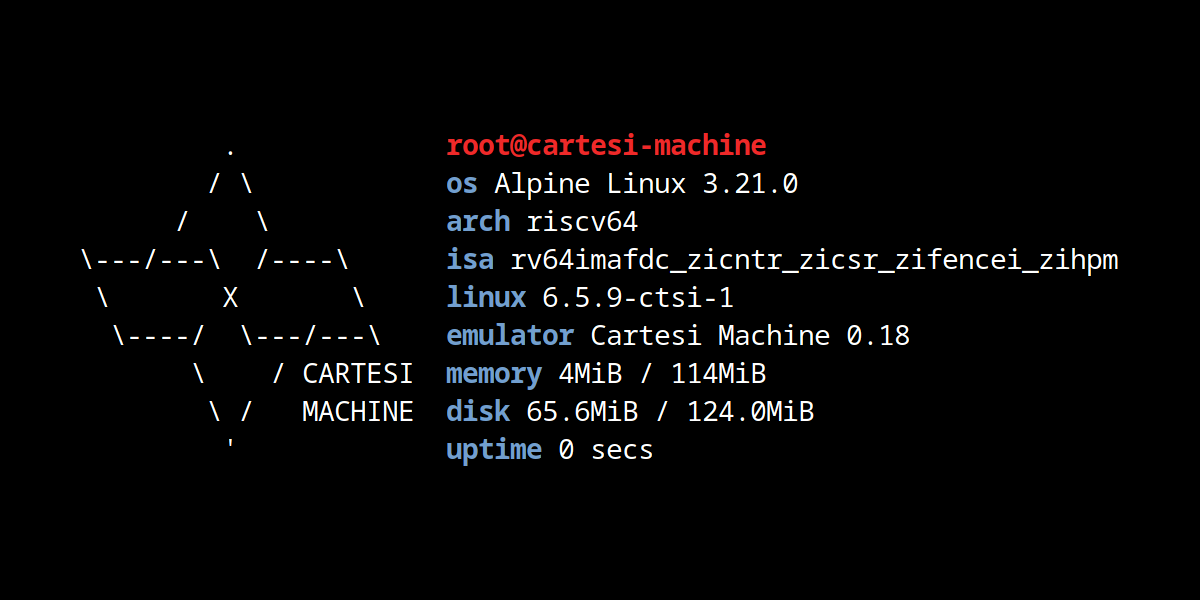 .         root@cartesi-machine
/ \        os Alpine Linux 3.21.0
/    \       arch riscv64
\---/---\  /----\      isa rv64imafdc_zicntr_zicsr_zifencei_zihpm
\       X       \     linux 6.5.9-ctsi-1
\----/  \---/---\    emulator Cartesi Machine 0.18
\    / CARTESI  memory 4MiB / 114MiB
\ /   MACHINE  disk 65.6MiB / 124.0MiB
'             uptime 0 secs